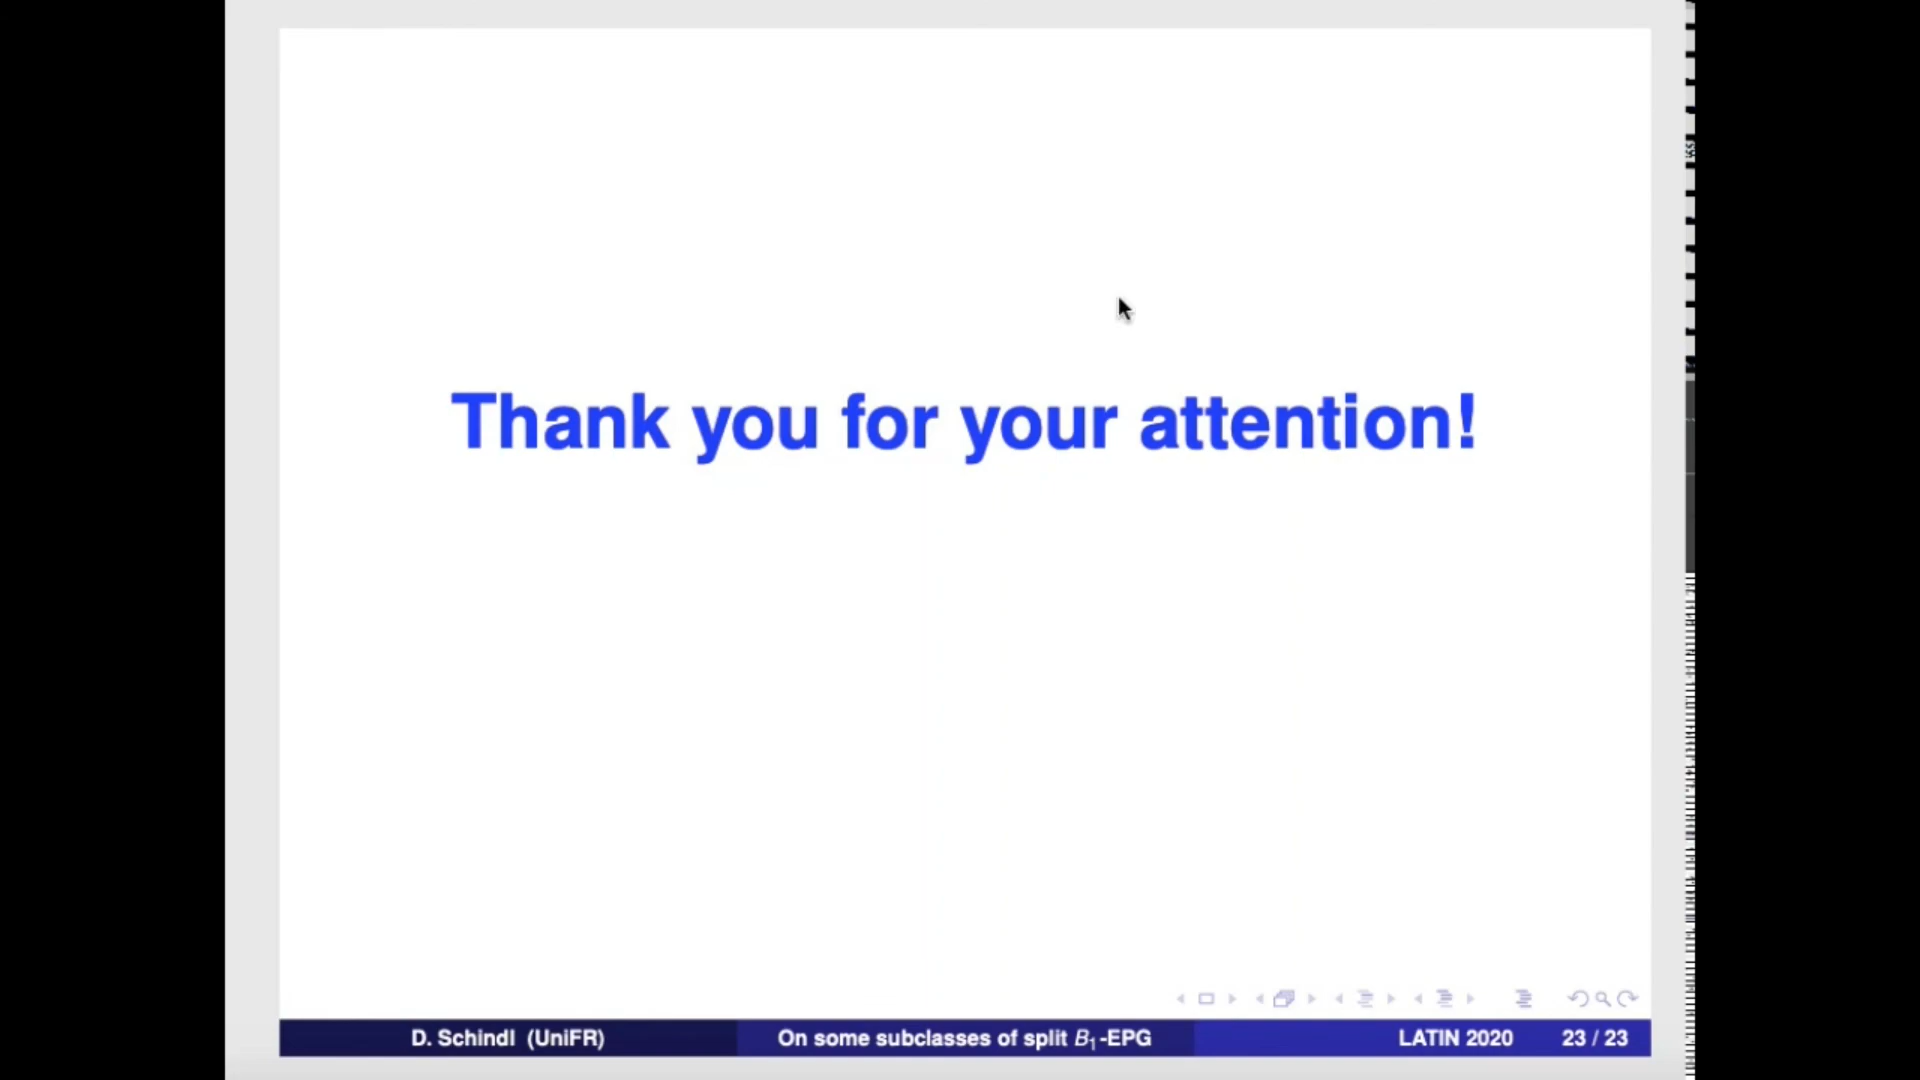 Thank you for your attention!
D. Schindl (UniFR) On some subclasses of split B₁-EPG LATIN 2020 23 / 23